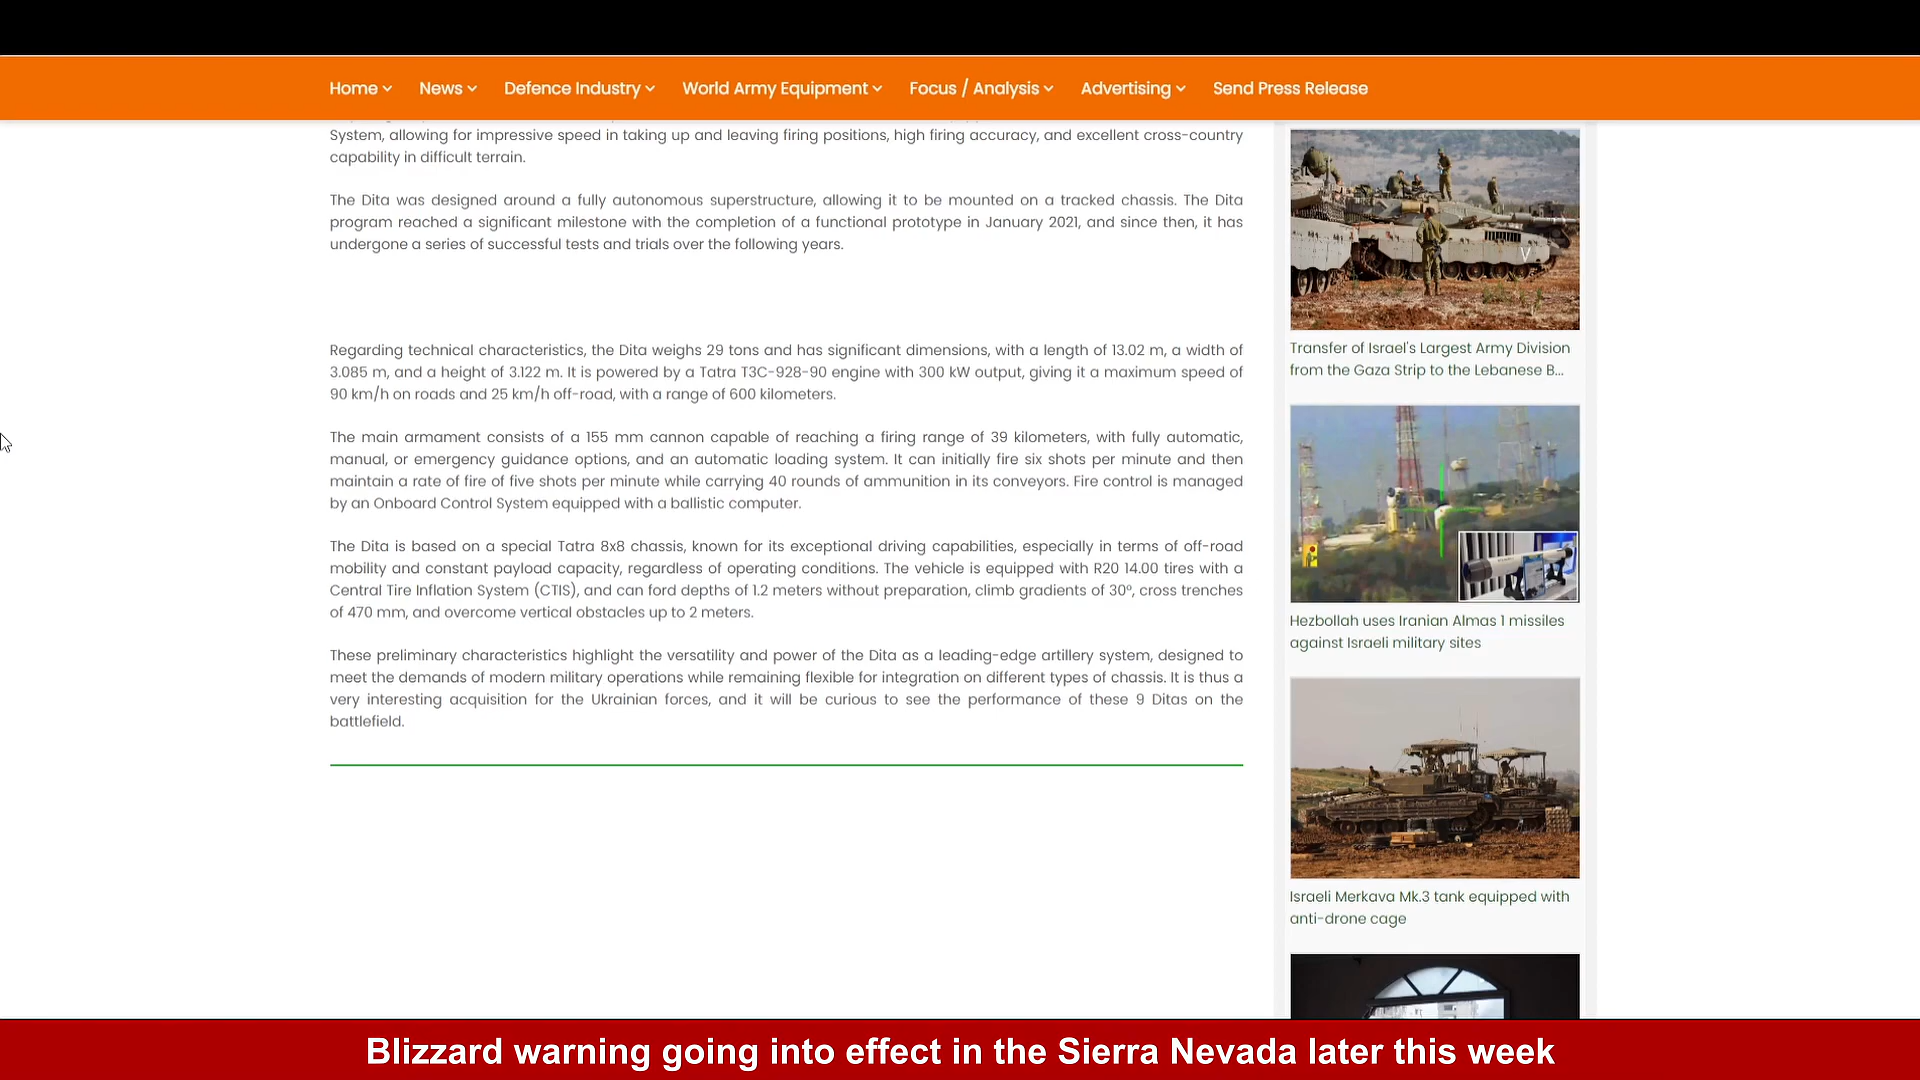 Home News Defence Industry World Army Equipment Focus / Analysis Advertising Send Press Release
System, allowing for impressive speed in taking up and leaving firing positions, high firing accuracy, and excellent cross-country
capability in difficult terrain.
The Dita was designed around a fully autonomous superstructure, allowing it to be mounted on a tracked chassis. The Dita
program reached a significant milestone with the completion of a functional prototype in January 2021, and since then, it has
undergone a series of successful tests and trials over the following years.
Regarding technical characteristics, the Dita weighs 29 tons and has significant dimensions, with a length of 13.02 m, a width of
3.085 m, and a height of 3.122 m. It is powered by a Tatra T3C-928-90 engine with 300 kW output, giving it a maximum speed of
90 km/h on roads and 25 km/h off-road, with a range of 600 kilometers.
The main armament consists of a 155 mm cannon capable of reaching a firing range of 39 kilometers, with fully automatic,
manual, or emergency guidance options, and an automatic loading system. It can initially fire six shots per minute and then
maintain a rate of fire of five shots per minute while carrying 40 rounds of ammunition in its conveyors. Fire control is managed
by an Onboard Control System equipped with a ballistic computer.
The Dita is based on a special Tatra 8x8 chassis, known for its exceptional driving capabilities, especially in terms of off-road
mobility and constant payload capacity, regardless of operating conditions. The vehicle is equipped with R20 14.00 tires with a
Central Tire Inflation System (CTIS), and can ford depths of 1.2 meters without preparation, climb gradients of 30°, cross trenches
of 470 mm, and overcome vertical obstacles up to 2 meters.
These preliminary characteristics highlight the versatility and power of the Dita as a leading-edge artillery system, designed to
meet the demands of modern military operations while remaining flexible for integration on different types of chassis. It is thus a
very interesting acquisition for the Ukrainian forces, and it will be curious to see the performance of these 9 Ditas on the
battlefield.
Transfer of Israel's Largest Army Division
from the Gaza Strip to the Lebanese B...
Hezbollah uses Iranian Almas 1 missiles
against Israeli military sites
Israeli Merkava Mk.3 tank equipped with
anti-drone cage
Blizzard warning going into effect in the Sierra Nevada later this week